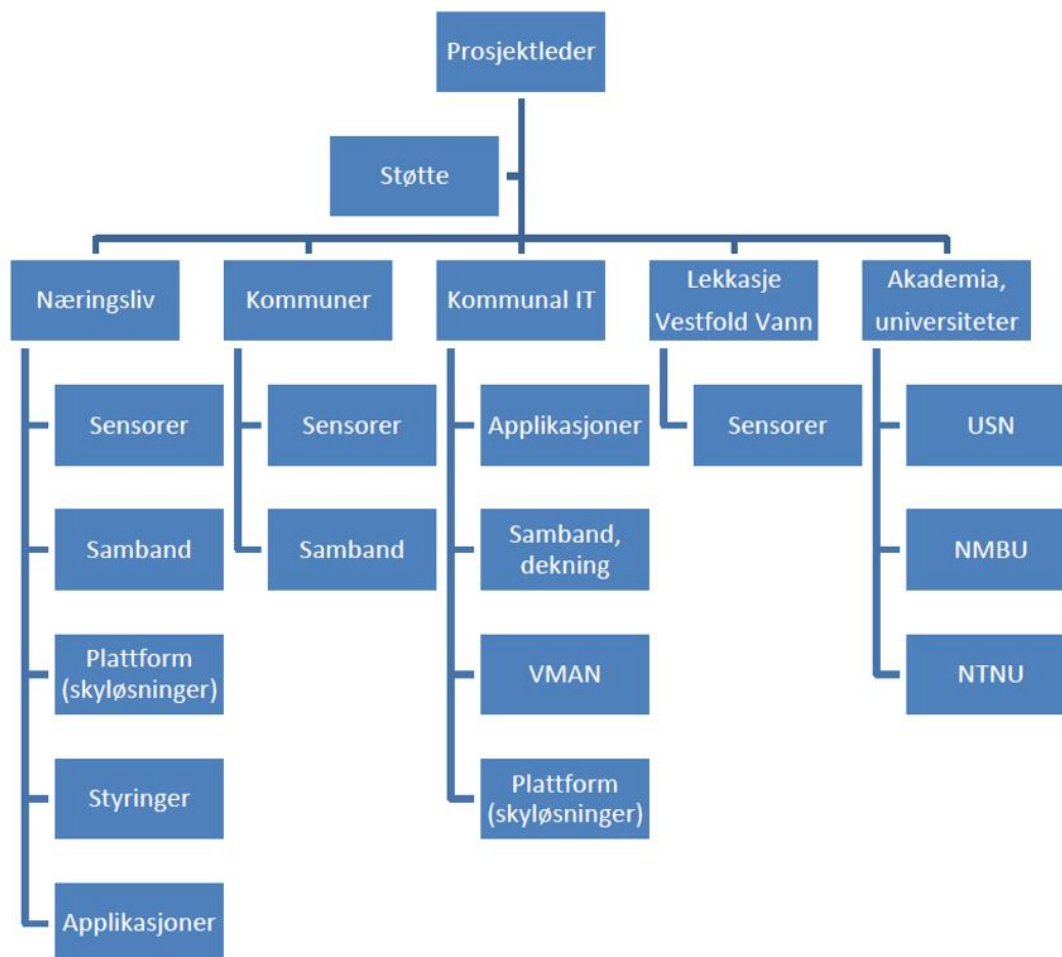 Prosjektleder
Støtte
Næringsliv
Sensorer
Samband
Plattform
(skyløsninger)
Styringer
Applikasjoner
Kommuner
Sensorer
Samband
Kommunal IT
Applikasjoner
Samband,
dekning
VMAN
Plattform
(skyløsninger)
Lekkasje
Vestfold Vann
Sensorer
Akademia,
universiteter
USN
NMBU
NTNU